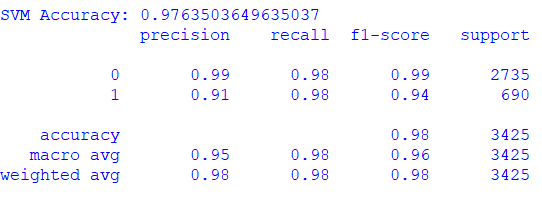 SVM Accuracy: 0.9763503649635037
precision recall f1-score support
0 0.99 0.98 0.99 2735
1 0.91 0.98 0.94 690
accuracy 0.98 3425
macro avg 0.95 0.98 0.96 3425
weighted avg 0.98 0.98 0.98 3425